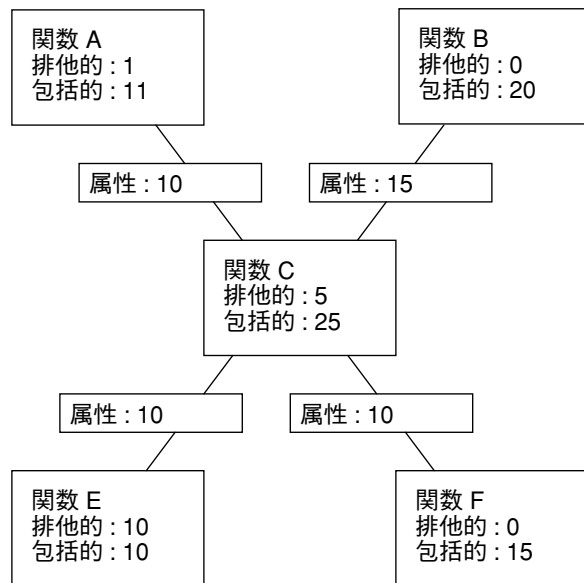 関数 A
排他的 : 1
包括的 : 11
関数 B
排他的 : 0
包括的 : 20
属性 : 10
属性 : 15
関数 C
排他的 : 5
包括的 : 25
属性 : 10
属性 : 10
関数 E
排他的 : 10
包括的 : 10
関数 F
排他的 : 0
包括的 : 15